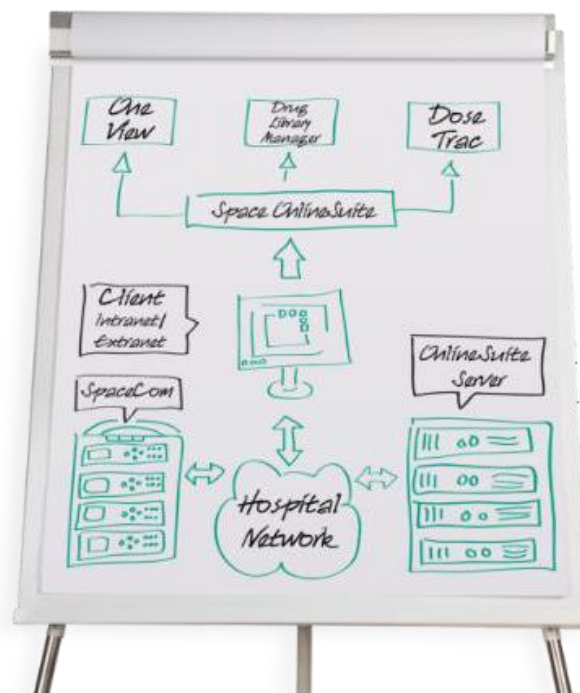 One
View
Drug
Library
Manager
Dose
Trac
Space OnlineSuite
Client
Intranet/
Extranet
OnlineSuite
Server
SpaceCom
Hospital
Network